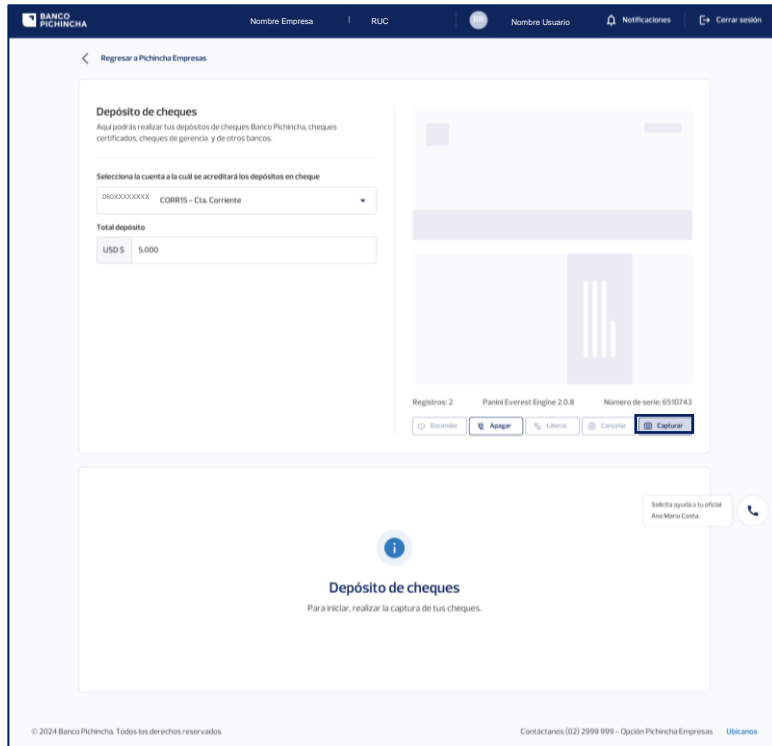 BANCO
PICHINCHA
Nombre Empresa | RUC
RR Nombre Usuario
Notificaciones
Cerrar sesión
Regresar a Pichincha Empresas
Depósito de cheques
Aquí podrás realizar tus depósitos de cheques Banco Pichincha, cheques
certificados, cheques de gerencia y de otros bancos.
Selecciona la cuenta a la cuál se acreditará los depósitos en cheque
060XXXXXXXX CORR15 - Cta. Corriente
Total depósito
USD $ 5.000
Registros: 2 Panini Everest Engine 2.0.8 Número de serie: 6510743
Encender Apagar Liberar Cancelar Capturar
Solicita ayuda a tu oficial
Ana María Costa.
Depósito de cheques
Para iniciar, realizar la captura de tus cheques.
© 2024 Banco Pichincha. Todos los derechos reservados
Contáctanos (02) 2999 999 - Opción Pichincha Empresas Ubícanos